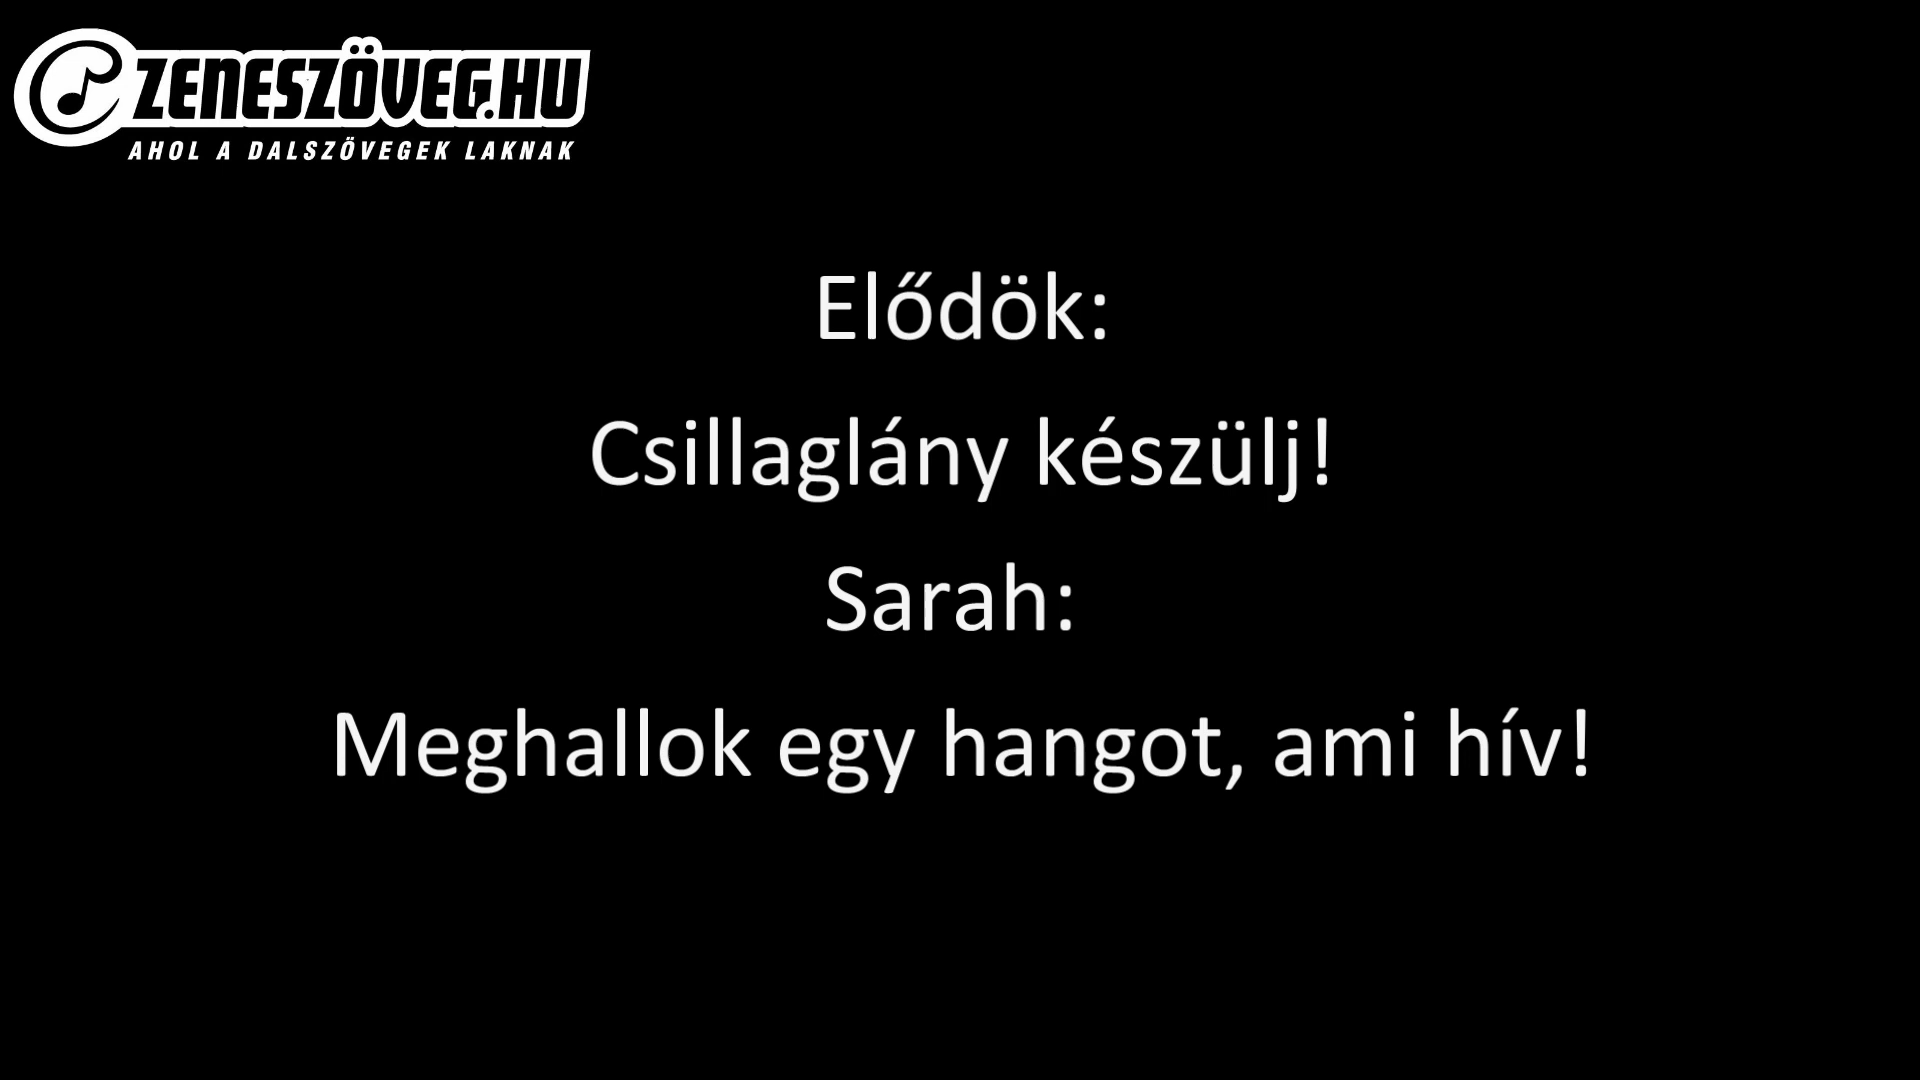 ZENESZÖVEG.HU
AHOL A DALSZÖVEGEK LAKNAK
Elődök:
Csillaglány készülj!
Sarah:
Meghallok egy hangot, ami hív!